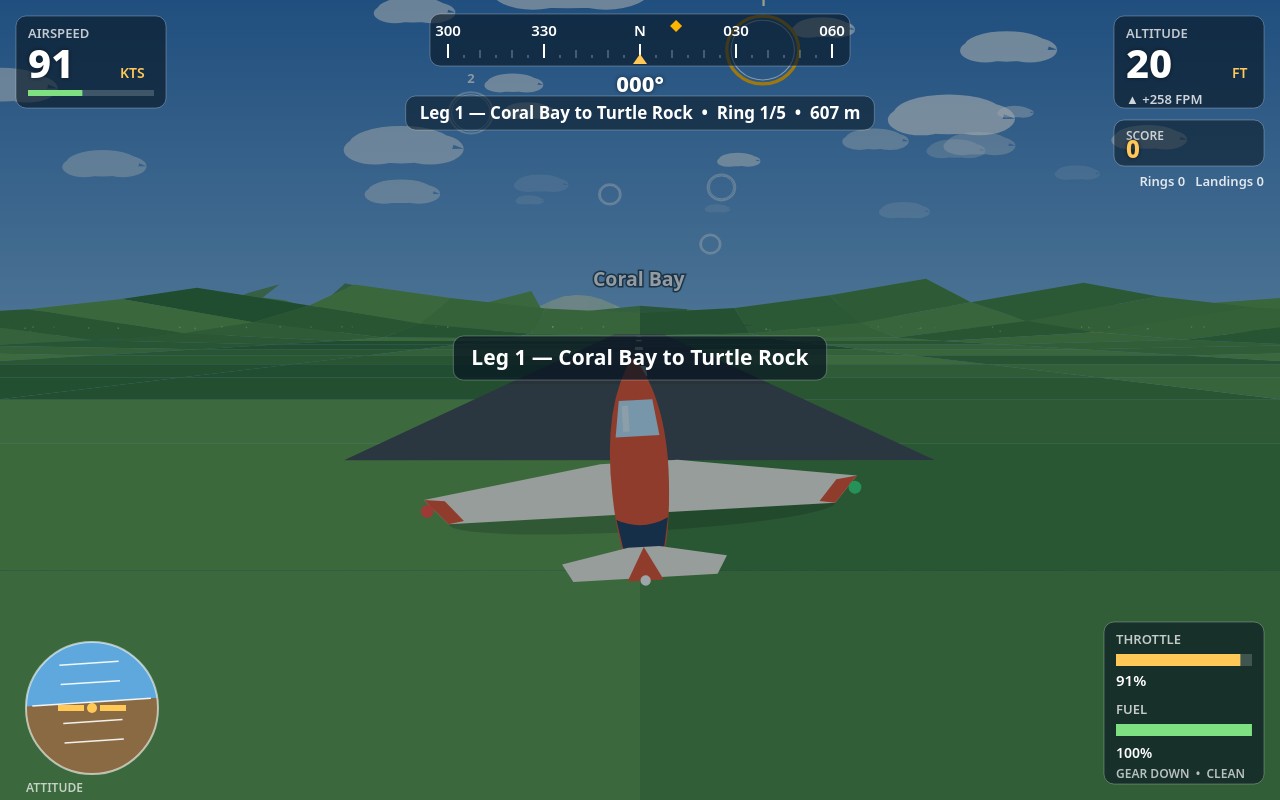 AIRSPEED
91 KTS
300 330 N 030 060
000°
2
Leg 1 — Coral Bay to Turtle Rock • Ring 1/5 • 607 m
ALTITUDE
20 FT
▲ +258 FPM
SCORE
0
Rings 0 Landings 0
Coral Bay
Leg 1 — Coral Bay to Turtle Rock
ATTITUDE
THROTTLE
91%
FUEL
100%
GEAR DOWN • CLEAN